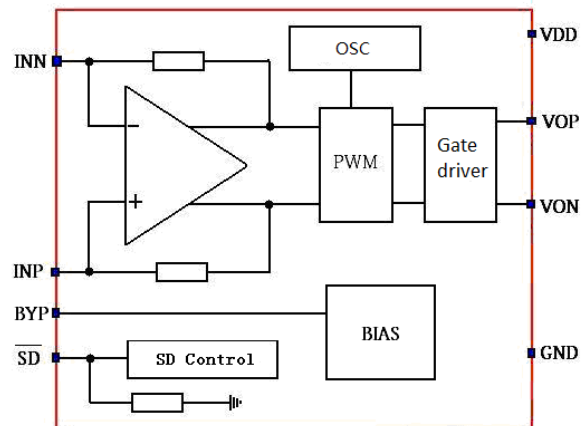 OSC
VDD
INN
−
PWM
Gate
driver
VOP
+
VON
INP
BYP
BIAS
SD
SD Control
GND